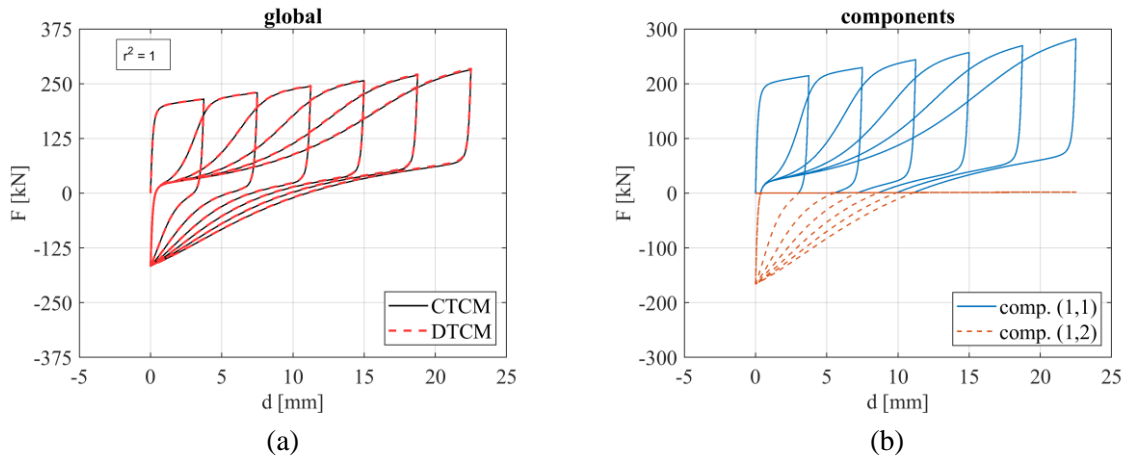 global
F [kN]
375
250
125
0
-125
-250
-375
r² = 1
CTCM
DTCM
-5 0 5 10 15 20 25
d [mm]
(a)
components
F [kN]
300
200
100
0
-100
-200
-300
comp. (1,1)
comp. (1,2)
-5 0 5 10 15 20 25
d [mm]
(b)